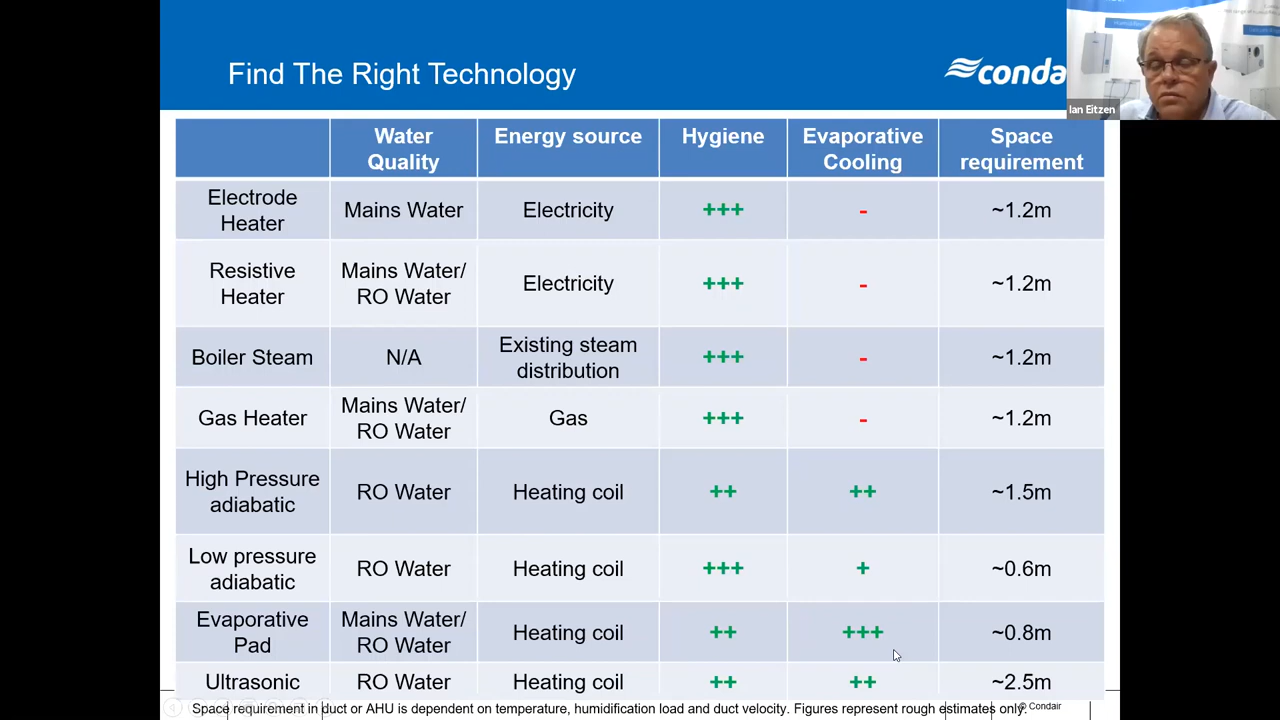 Find The Right Technology
conda
Ian Eitzen
Water
Quality
Energy source
Hygiene
Evaporative
Cooling
Space
requirement
Electrode
Heater
Mains Water
Electricity
+++
-
~1.2m
Resistive
Heater
Mains Water/
RO Water
Electricity
+++
-
~1.2m
Boiler Steam
N/A
Existing steam
distribution
+++
-
~1.2m
Gas Heater
Mains Water/
RO Water
Gas
+++
-
~1.2m
High Pressure
adiabatic
RO Water
Heating coil
++
++
~1.5m
Low pressure
adiabatic
RO Water
Heating coil
+++
+
~0.6m
Evaporative
Pad
Mains Water/
RO Water
Heating coil
++
+++
~0.8m
Ultrasonic
RO Water
Heating coil
++
++
~2.5m
Space requirement in duct or AHU is dependent on temperature, humidification load and duct velocity. Figures represent rough estimates only.
© Condair